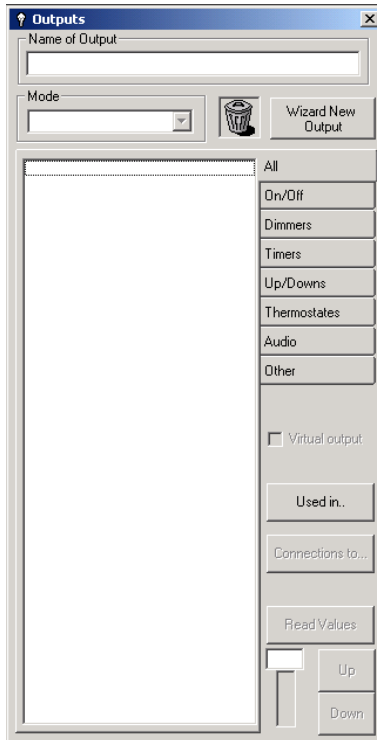 Outputs
Name of Output
Mode
Wizard New
Output
All
On/Off
Dimmers
Timers
Up/Downs
Thermostates
Audio
Other
Virtual output
Used in..
Connections to...
Read Values
Up
Down